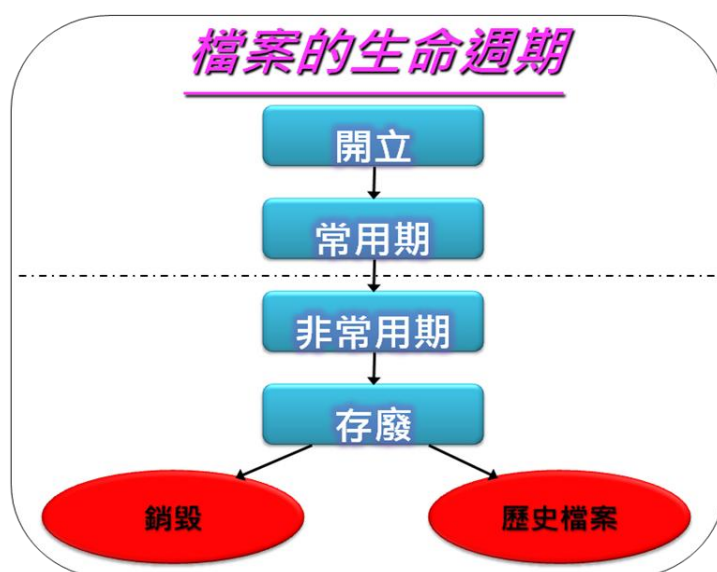 檔案的生命週期
開立
常用期
非常用期
存廢
銷毀
歷史檔案